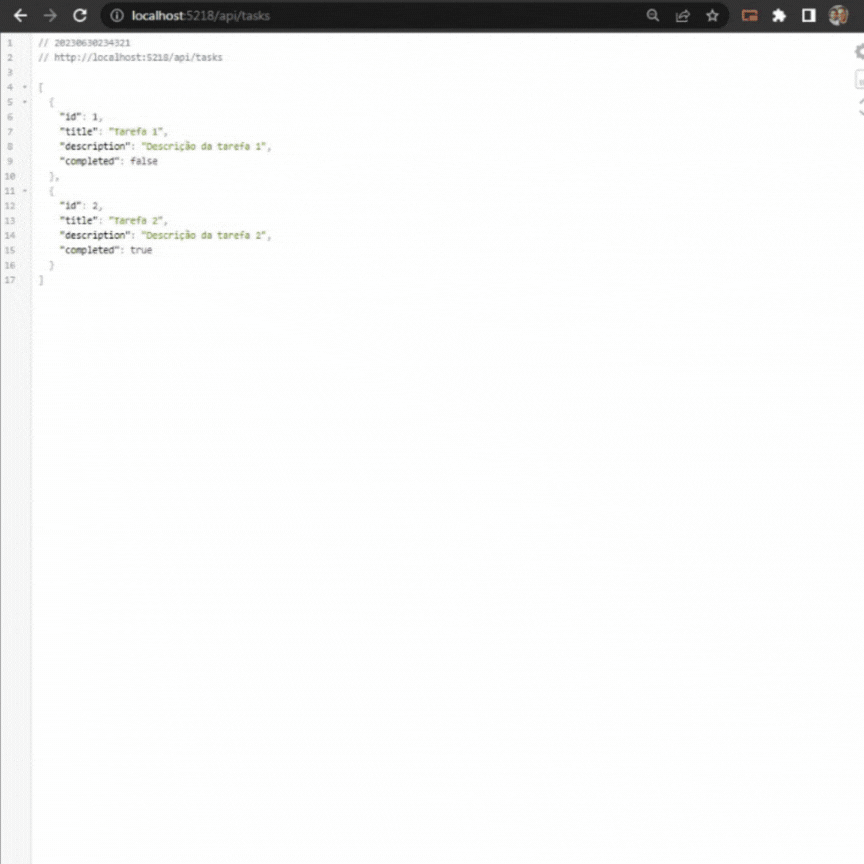 localhost:5218/api/tasks
1 // 20230630234321
2 // http://localhost:5218/api/tasks
3
4 [
5 {
6 "id": 1,
7 "title": "Tarefa 1",
8 "description": "Descrição da tarefa 1",
9 "completed": false
10 },
11 {
12 "id": 2,
13 "title": "Tarefa 2",
14 "description": "Descrição da tarefa 2",
15 "completed": true
16 }
17 ]